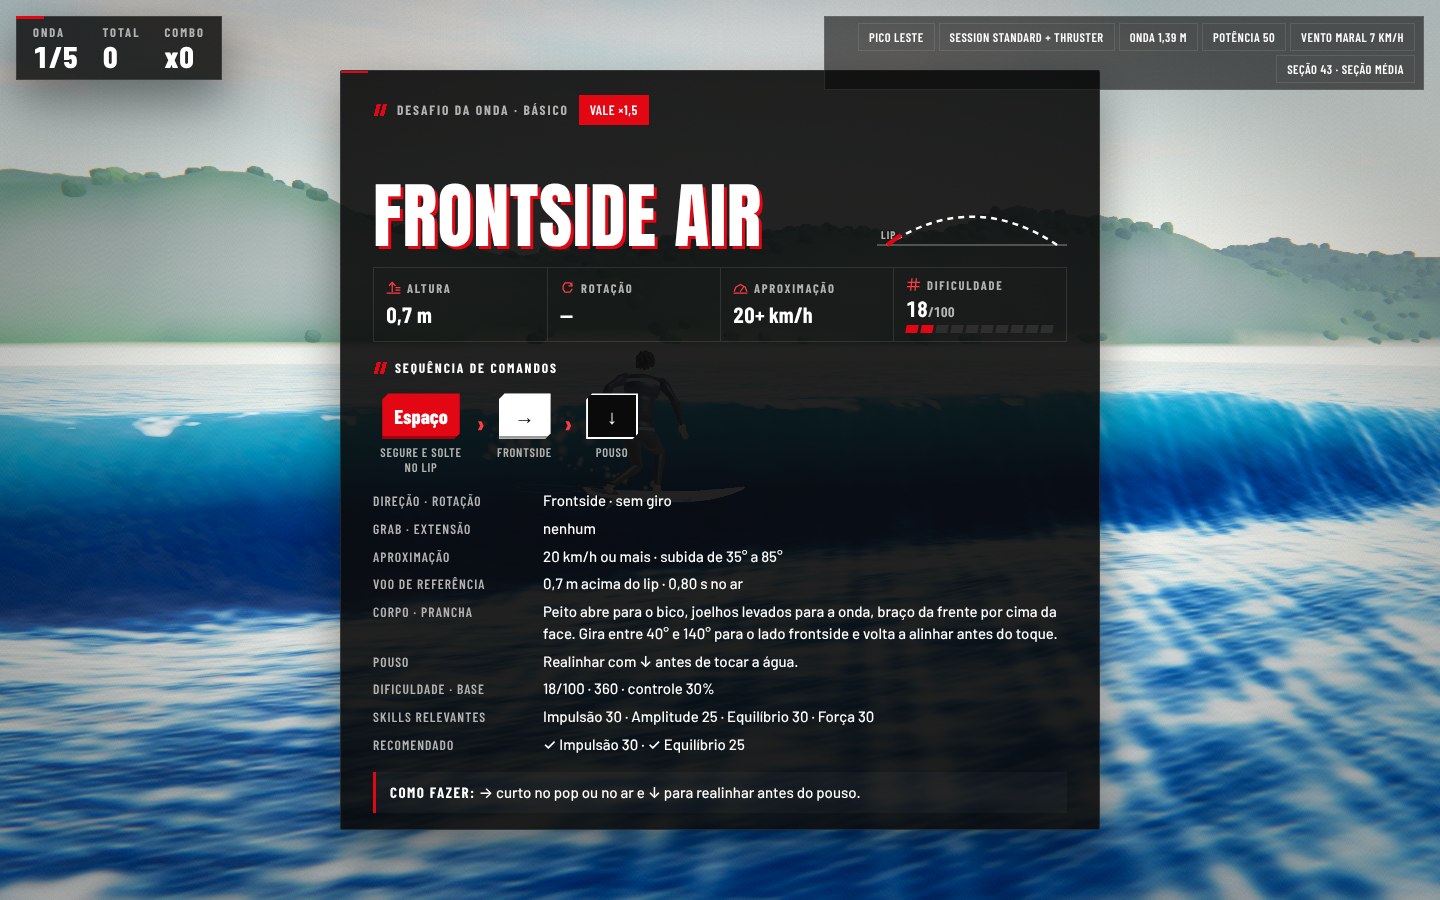 ONDA TOTAL COMBO
1/5 0 x0
PICO LESTE SESSION STANDARD + THRUSTER ONDA 1,39 M POTÊNCIA 50 VENTO MARAL 7 KM/H
SEÇÃO 43 · SEÇÃO MÉDIA
DESAFIO DA ONDA · BÁSICO VALE ×1,5
FRONTSIDE AIR
LIP
ALTURA ROTAÇÃO APROXIMAÇÃO DIFICULDADE
0,7 m – 20+ km/h 18/100
SEQUÊNCIA DE COMANDOS
Espaço › → › ↓
SEGURE E SOLTE NO LIP FRONTSIDE POUSO
DIREÇÃO · ROTAÇÃO Frontside · sem giro
GRAB · EXTENSÃO nenhum
APROXIMAÇÃO 20 km/h ou mais · subida de 35° a 85°
VOO DE REFERÊNCIA 0,7 m acima do lip · 0,80 s no ar
CORPO · PRANCHA Peito abre para o bico, joelhos levados para a onda, braço da frente por cima da
face. Gira entre 40° e 140° para o lado frontside e volta a alinhar antes do toque.
POUSO Realinhar com ↓ antes de tocar a água.
DIFICULDADE · BASE 18/100 · 360 · controle 30%
SKILLS RELEVANTES Impulsão 30 · Amplitude 25 · Equilíbrio 30 · Força 30
RECOMENDADO ✓ Impulsão 30 · ✓ Equilíbrio 25
COMO FAZER: → curto no pop ou no ar e ↓ para realinhar antes do pouso.